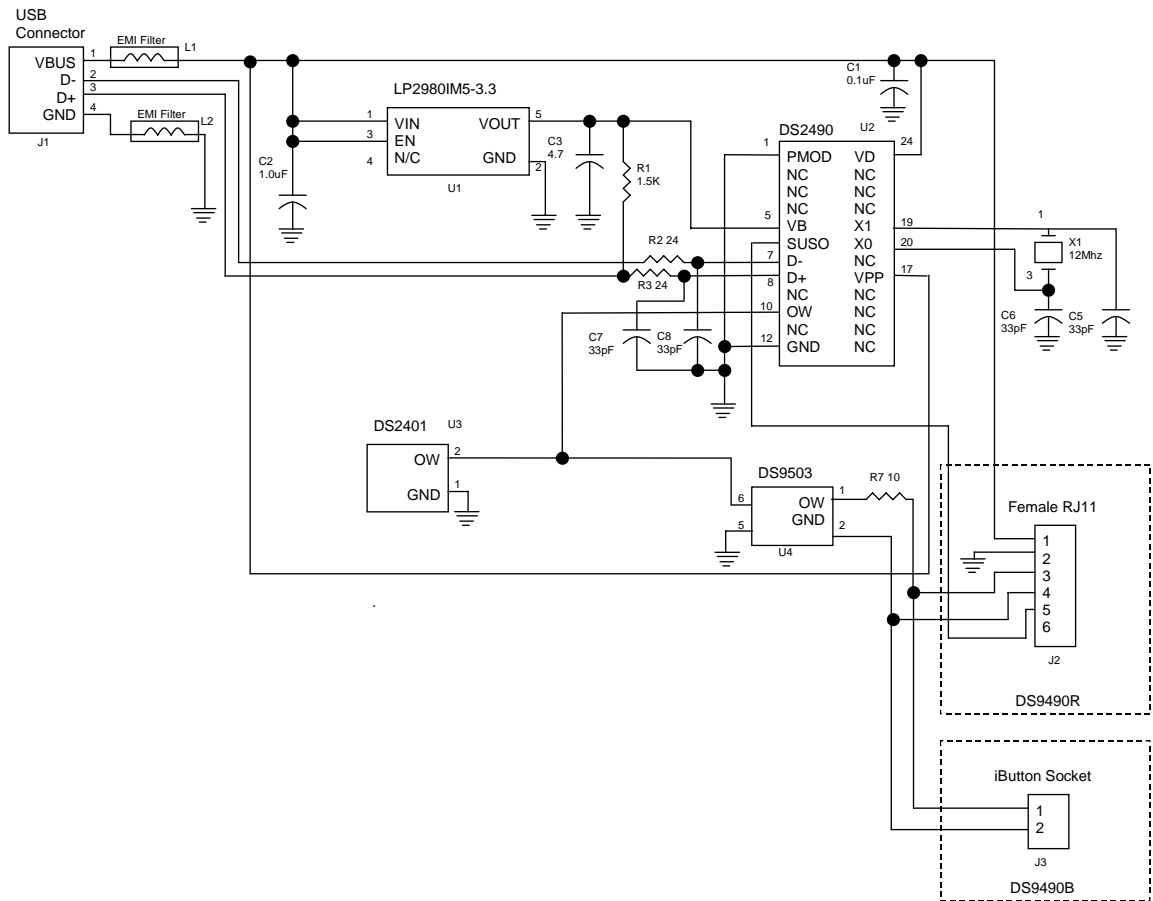 USB
Connector
EMI Filter
L1
VBUS
D-
D+
GND
1
2
3
4
J1
EMI Filter
L2
C2
1.0uF
LP2980IM5-3.3
1
3
4
VIN
EN
N/C
VOUT
GND
5
2
U1
C3
4.7
R1
1.5K
C1
0.1uF
DS2490
U2
1
PMOD
VD
24
NC
NC
NC
NC
NC
NC
5
VB
X1
19
SUSO
X0
20
7
D-
NC
8
D+
VPP
17
NC
NC
10
OW
NC
NC
NC
12
GND
NC
R2 24
R3 24
C7
33pF
C8
33pF
1
X1
12Mhz
3
C6
33pF
C5
33pF
DS2401
U3
OW
2
GND
1
DS9503
6
5
OW
GND
1
2
U4
R7 10
Female RJ11
1
2
3
4
5
6
J2
DS9490R
iButton Socket
1
2
J3
DS9490B